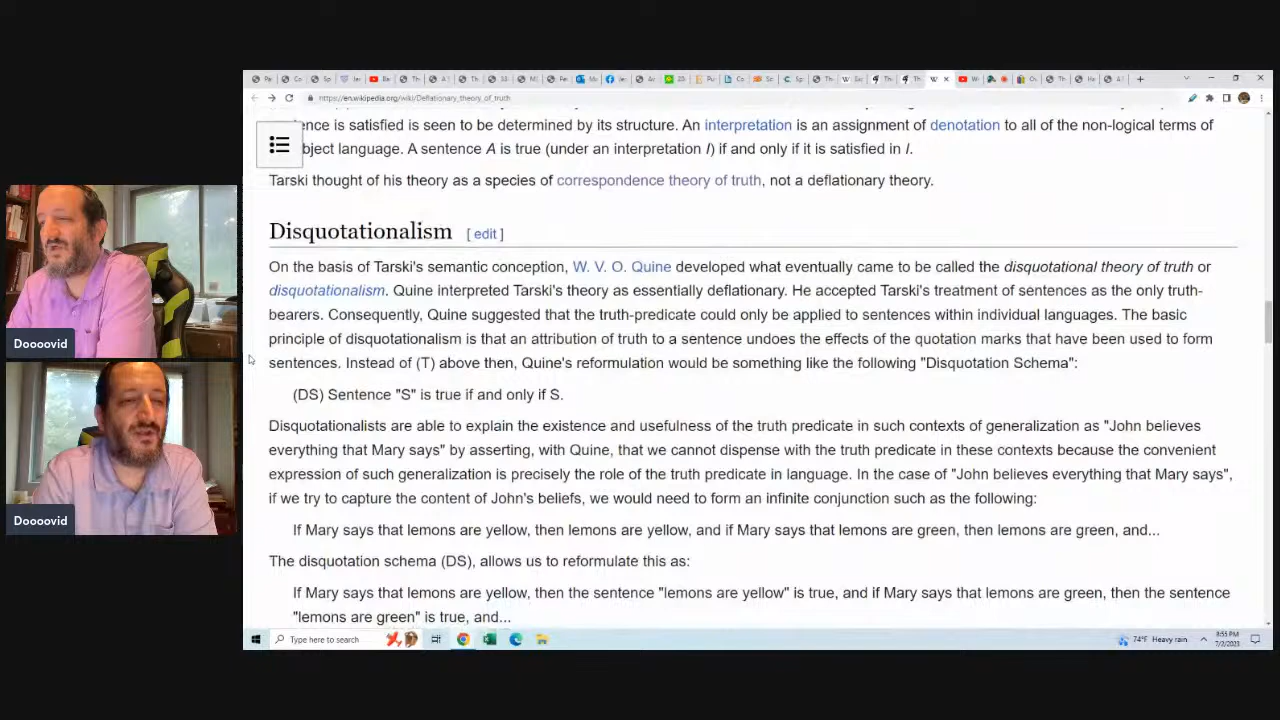 https://en.wikipedia.org/wiki/Deflationary_theory_of_truth
ence is satisfied is seen to be determined by its structure. An interpretation is an assignment of denotation to all of the non-logical terms of
bject language. A sentence A is true (under an interpretation I) if and only if it is satisfied in I.
Tarski thought of his theory as a species of correspondence theory of truth, not a deflationary theory.
Disquotationalism [ edit ]
On the basis of Tarski's semantic conception, W. V. O. Quine developed what eventually came to be called the disquotational theory of truth or
disquotationalism. Quine interpreted Tarski's theory as essentially deflationary. He accepted Tarski's treatment of sentences as the only truth-
bearers. Consequently, Quine suggested that the truth-predicate could only be applied to sentences within individual languages. The basic
principle of disquotationalism is that an attribution of truth to a sentence undoes the effects of the quotation marks that have been used to form
sentences. Instead of (T) above then, Quine's reformulation would be something like the following "Disquotation Schema":
(DS) Sentence "S" is true if and only if S.
Disquotationalists are able to explain the existence and usefulness of the truth predicate in such contexts of generalization as "John believes
everything that Mary says" by asserting, with Quine, that we cannot dispense with the truth predicate in these contexts because the convenient
expression of such generalization is precisely the role of the truth predicate in language. In the case of "John believes everything that Mary says",
if we try to capture the content of John's beliefs, we would need to form an infinite conjunction such as the following:
If Mary says that lemons are yellow, then lemons are yellow, and if Mary says that lemons are green, then lemons are green, and...
The disquotation schema (DS), allows us to reformulate this as:
If Mary says that lemons are yellow, then the sentence "lemons are yellow" is true, and if Mary says that lemons are green, then the sentence
"lemons are green" is true, and...
Doooovid
Doooovid
Type here to search
74°F Heavy rain
8:55 PM
7/2/2023